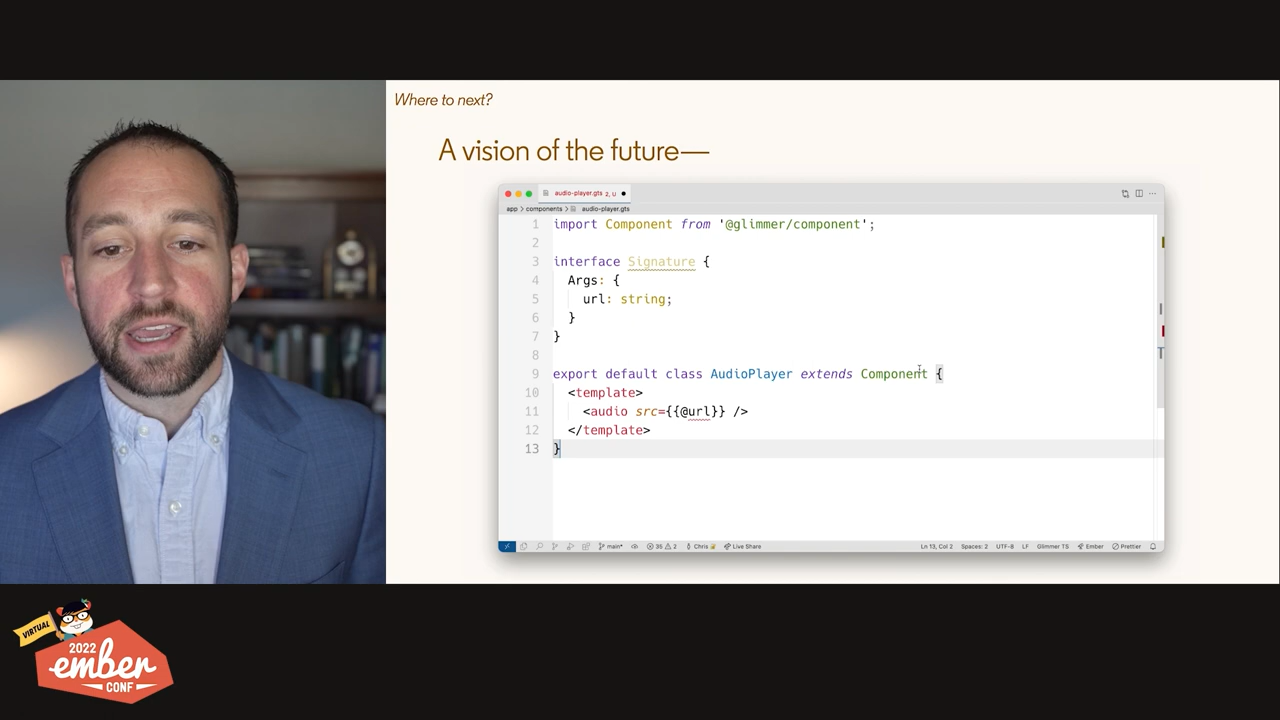 Where to next?
A vision of the future—
audio-player.gts 2, U
app > components > audio-player.gts
1 import Component from '@glimmer/component';
2
3 interface Signature {
4 Args: {
5 url: string;
6 }
7 }
8
9 export default class AudioPlayer extends Component {
10 <template>
11 <audio src={{@url}} />
12 </template>
13 }
main* 35 2 Chris Live Share Ln 13, Col 2 Spaces: 2 UTF-8 LF Glimmer TS Ember Prettier
VIRTUAL
2022
ember
CONF